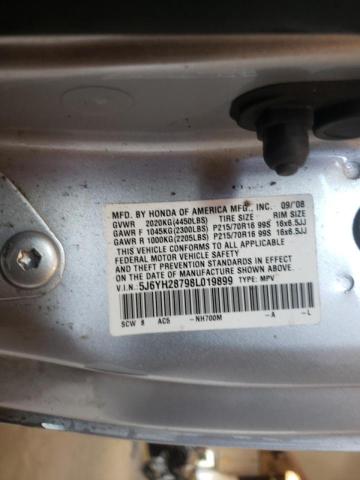 MFD. BY HONDA OF AMERICA MFG., INC. 09/08
GVWR 2020KG(4450LBS) TIRE SIZE RIM SIZE
GAWR F 1045KG(2300LBS) P215/70R16 99S 16x6.5JJ
GAWR R 1000KG(2205LBS) P215/70R16 99S 16x6.5JJ
THIS VEHICLE CONFORMS TO ALL APPLICABLE
FEDERAL MOTOR VEHICLE SAFETY
AND THEFT PREVENTION STANDARDS IN EFFECT ON
THE DATE OF MANUFACTURE SHOWN ABOVE.
V.I.N: 5J6YH28798L019899 TYPE: MPV
SCW S AC5 -NH700M -A -L